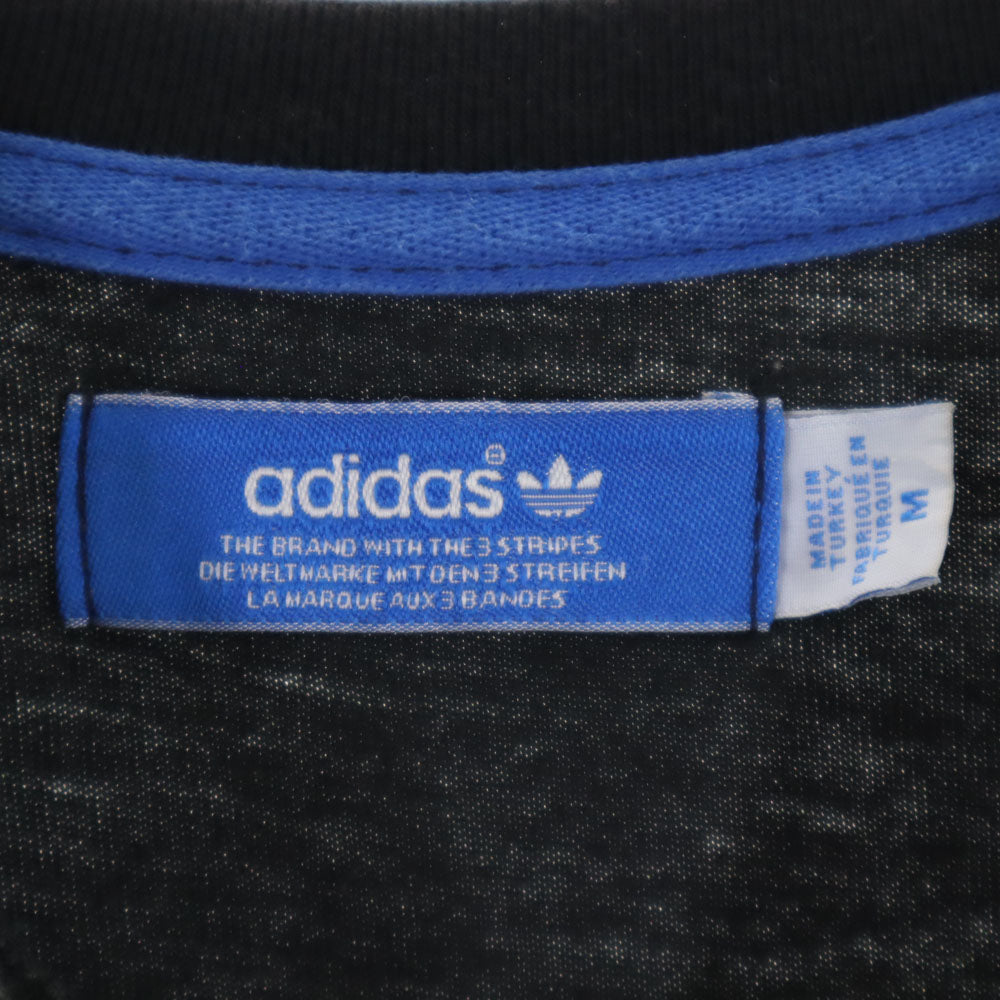 adidas®
THE BRAND WITH THE 3 STRIPES
DIE WELTMARKE MIT DEN 3 STREIFEN
LA MARQUE AUX 3 BANDES
MADE IN
TURKEY
FABRIQUÉ EN
TURQUIE
M